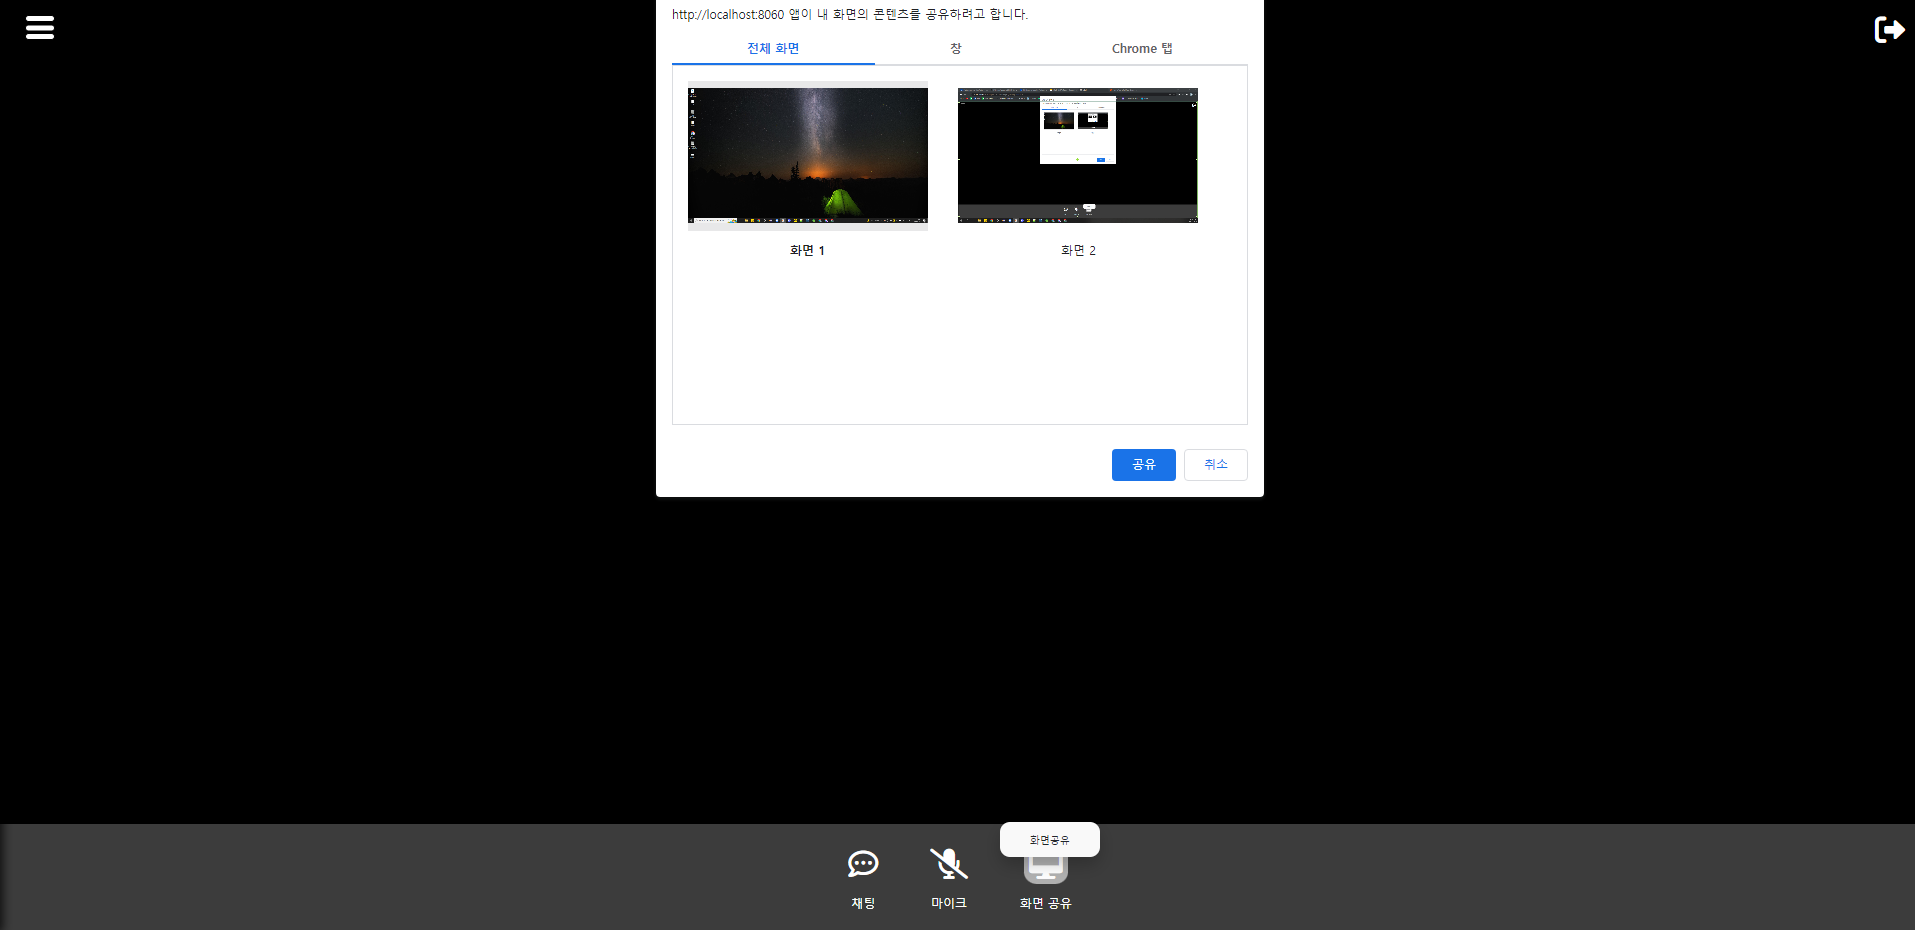 http://localhost:8060 앱이 내 화면의 콘텐츠를 공유하려고 합니다.
전체 화면 창 Chrome 탭
화면 1 화면 2
공유 취소
화면공유
채팅 마이크 화면 공유